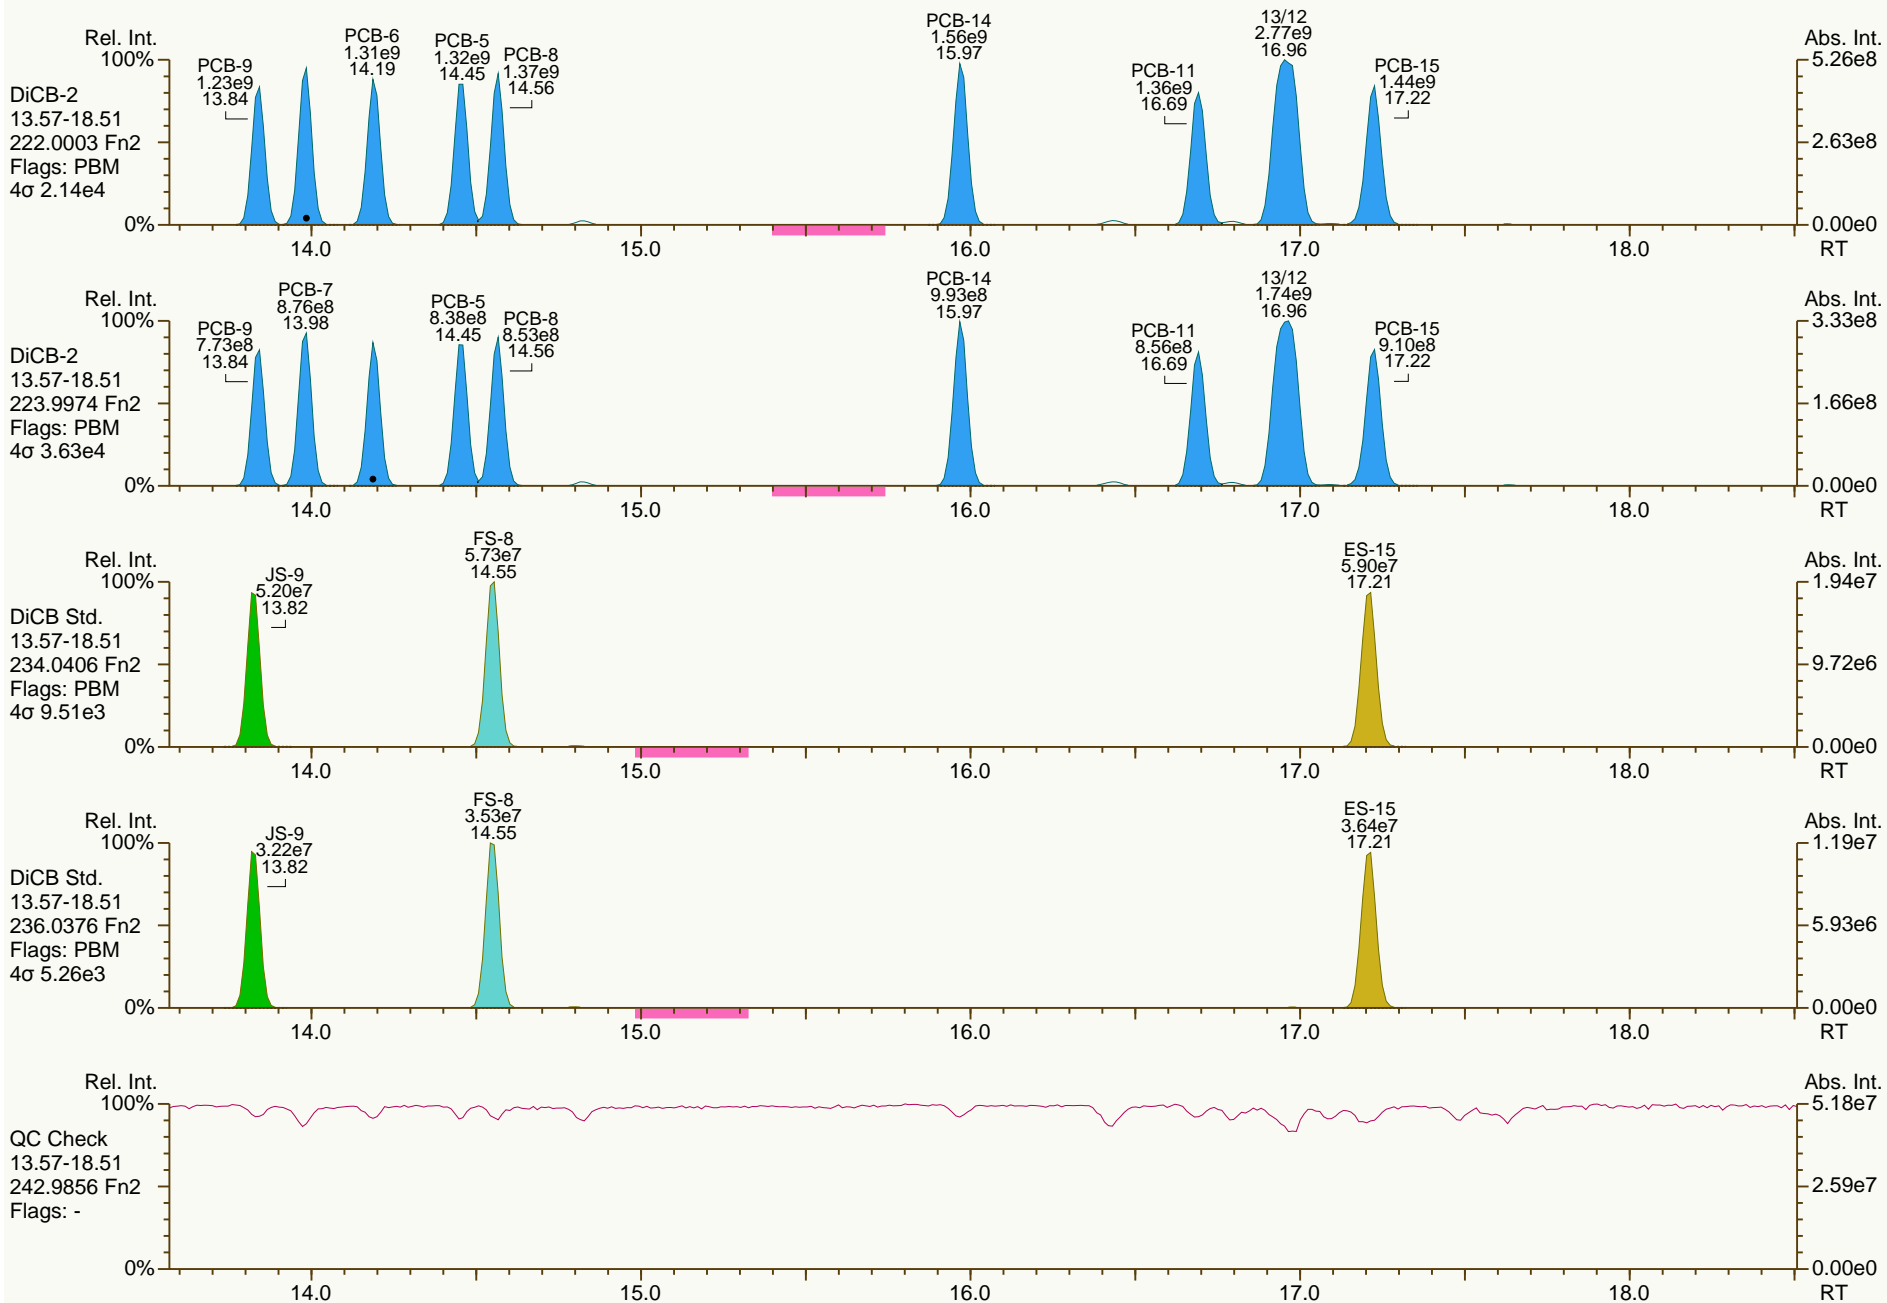 Rel. Int.
100%
0%
DiCB-2
13.57-18.51
222.0003 Fn2
Flags: PBM
4σ 2.14e4
PCB-9
1.23e9
13.84
PCB-6
1.31e9
14.19
PCB-5
1.32e9
14.45
PCB-8
1.37e9
14.56
PCB-14
1.56e9
15.97
PCB-11
1.36e9
16.69
13/12
2.77e9
16.96
PCB-15
1.44e9
17.22
Abs. Int.
5.26e8
2.63e8
0.00e0
14.0 15.0 16.0 17.0 18.0 RT
Rel. Int.
100%
0%
DiCB-2
13.57-18.51
223.9974 Fn2
Flags: PBM
4σ 3.63e4
PCB-9
7.73e8
13.84
PCB-7
8.76e8
13.98
PCB-5
8.38e8
14.45
PCB-8
8.53e8
14.56
PCB-14
9.93e8
15.97
PCB-11
8.56e8
16.69
13/12
1.74e9
16.96
PCB-15
9.10e8
17.22
Abs. Int.
3.33e8
1.66e8
0.00e0
14.0 15.0 16.0 17.0 18.0 RT
Rel. Int.
100%
0%
DiCB Std.
13.57-18.51
234.0406 Fn2
Flags: PBM
4σ 9.51e3
JS-9
5.20e7
13.82
FS-8
5.73e7
14.55
ES-15
5.90e7
17.21
Abs. Int.
1.94e7
9.72e6
0.00e0
14.0 15.0 16.0 17.0 18.0 RT
Rel. Int.
100%
0%
DiCB Std.
13.57-18.51
236.0376 Fn2
Flags: PBM
4σ 5.26e3
JS-9
3.22e7
13.82
FS-8
3.53e7
14.55
ES-15
3.64e7
17.21
Abs. Int.
1.19e7
5.93e6
0.00e0
14.0 15.0 16.0 17.0 18.0 RT
Rel. Int.
100%
0%
QC Check
13.57-18.51
242.9856 Fn2
Flags: -
Abs. Int.
5.18e7
2.59e7
0.00e0
14.0 15.0 16.0 17.0 18.0 RT